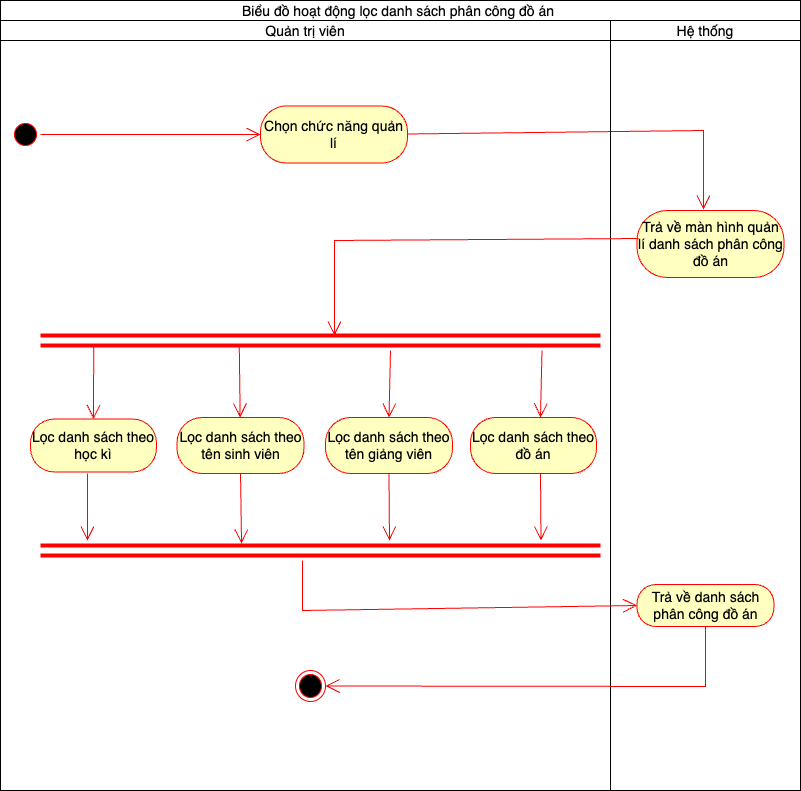 Biểu đồ hoạt động lọc danh sách phân công đồ án
Quản trị viên
Hệ thống
Chọn chức năng quản
lí
Trả về màn hình quản
lí danh sách phân công
đồ án
Lọc danh sách theo
học kì
Lọc danh sách theo
tên sinh viên
Lọc danh sách theo
tên giảng viên
Lọc danh sách theo
đồ án
Trả về danh sách
phân công đồ án